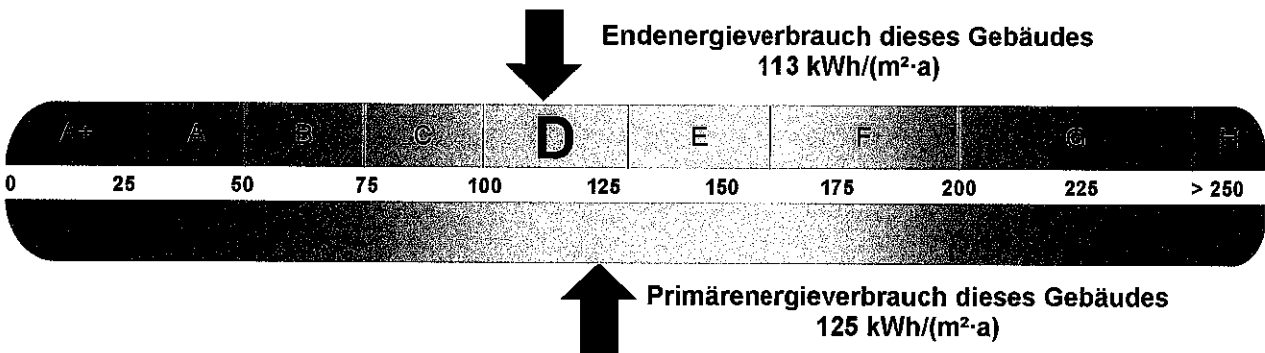 Endenergieverbrauch dieses Gebäudes
113 kWh/(m²·a)
A+ A B C D E F G H
0 25 50 75 100 125 150 175 200 225 > 250
Primärenergieverbrauch dieses Gebäudes
125 kWh/(m²·a)